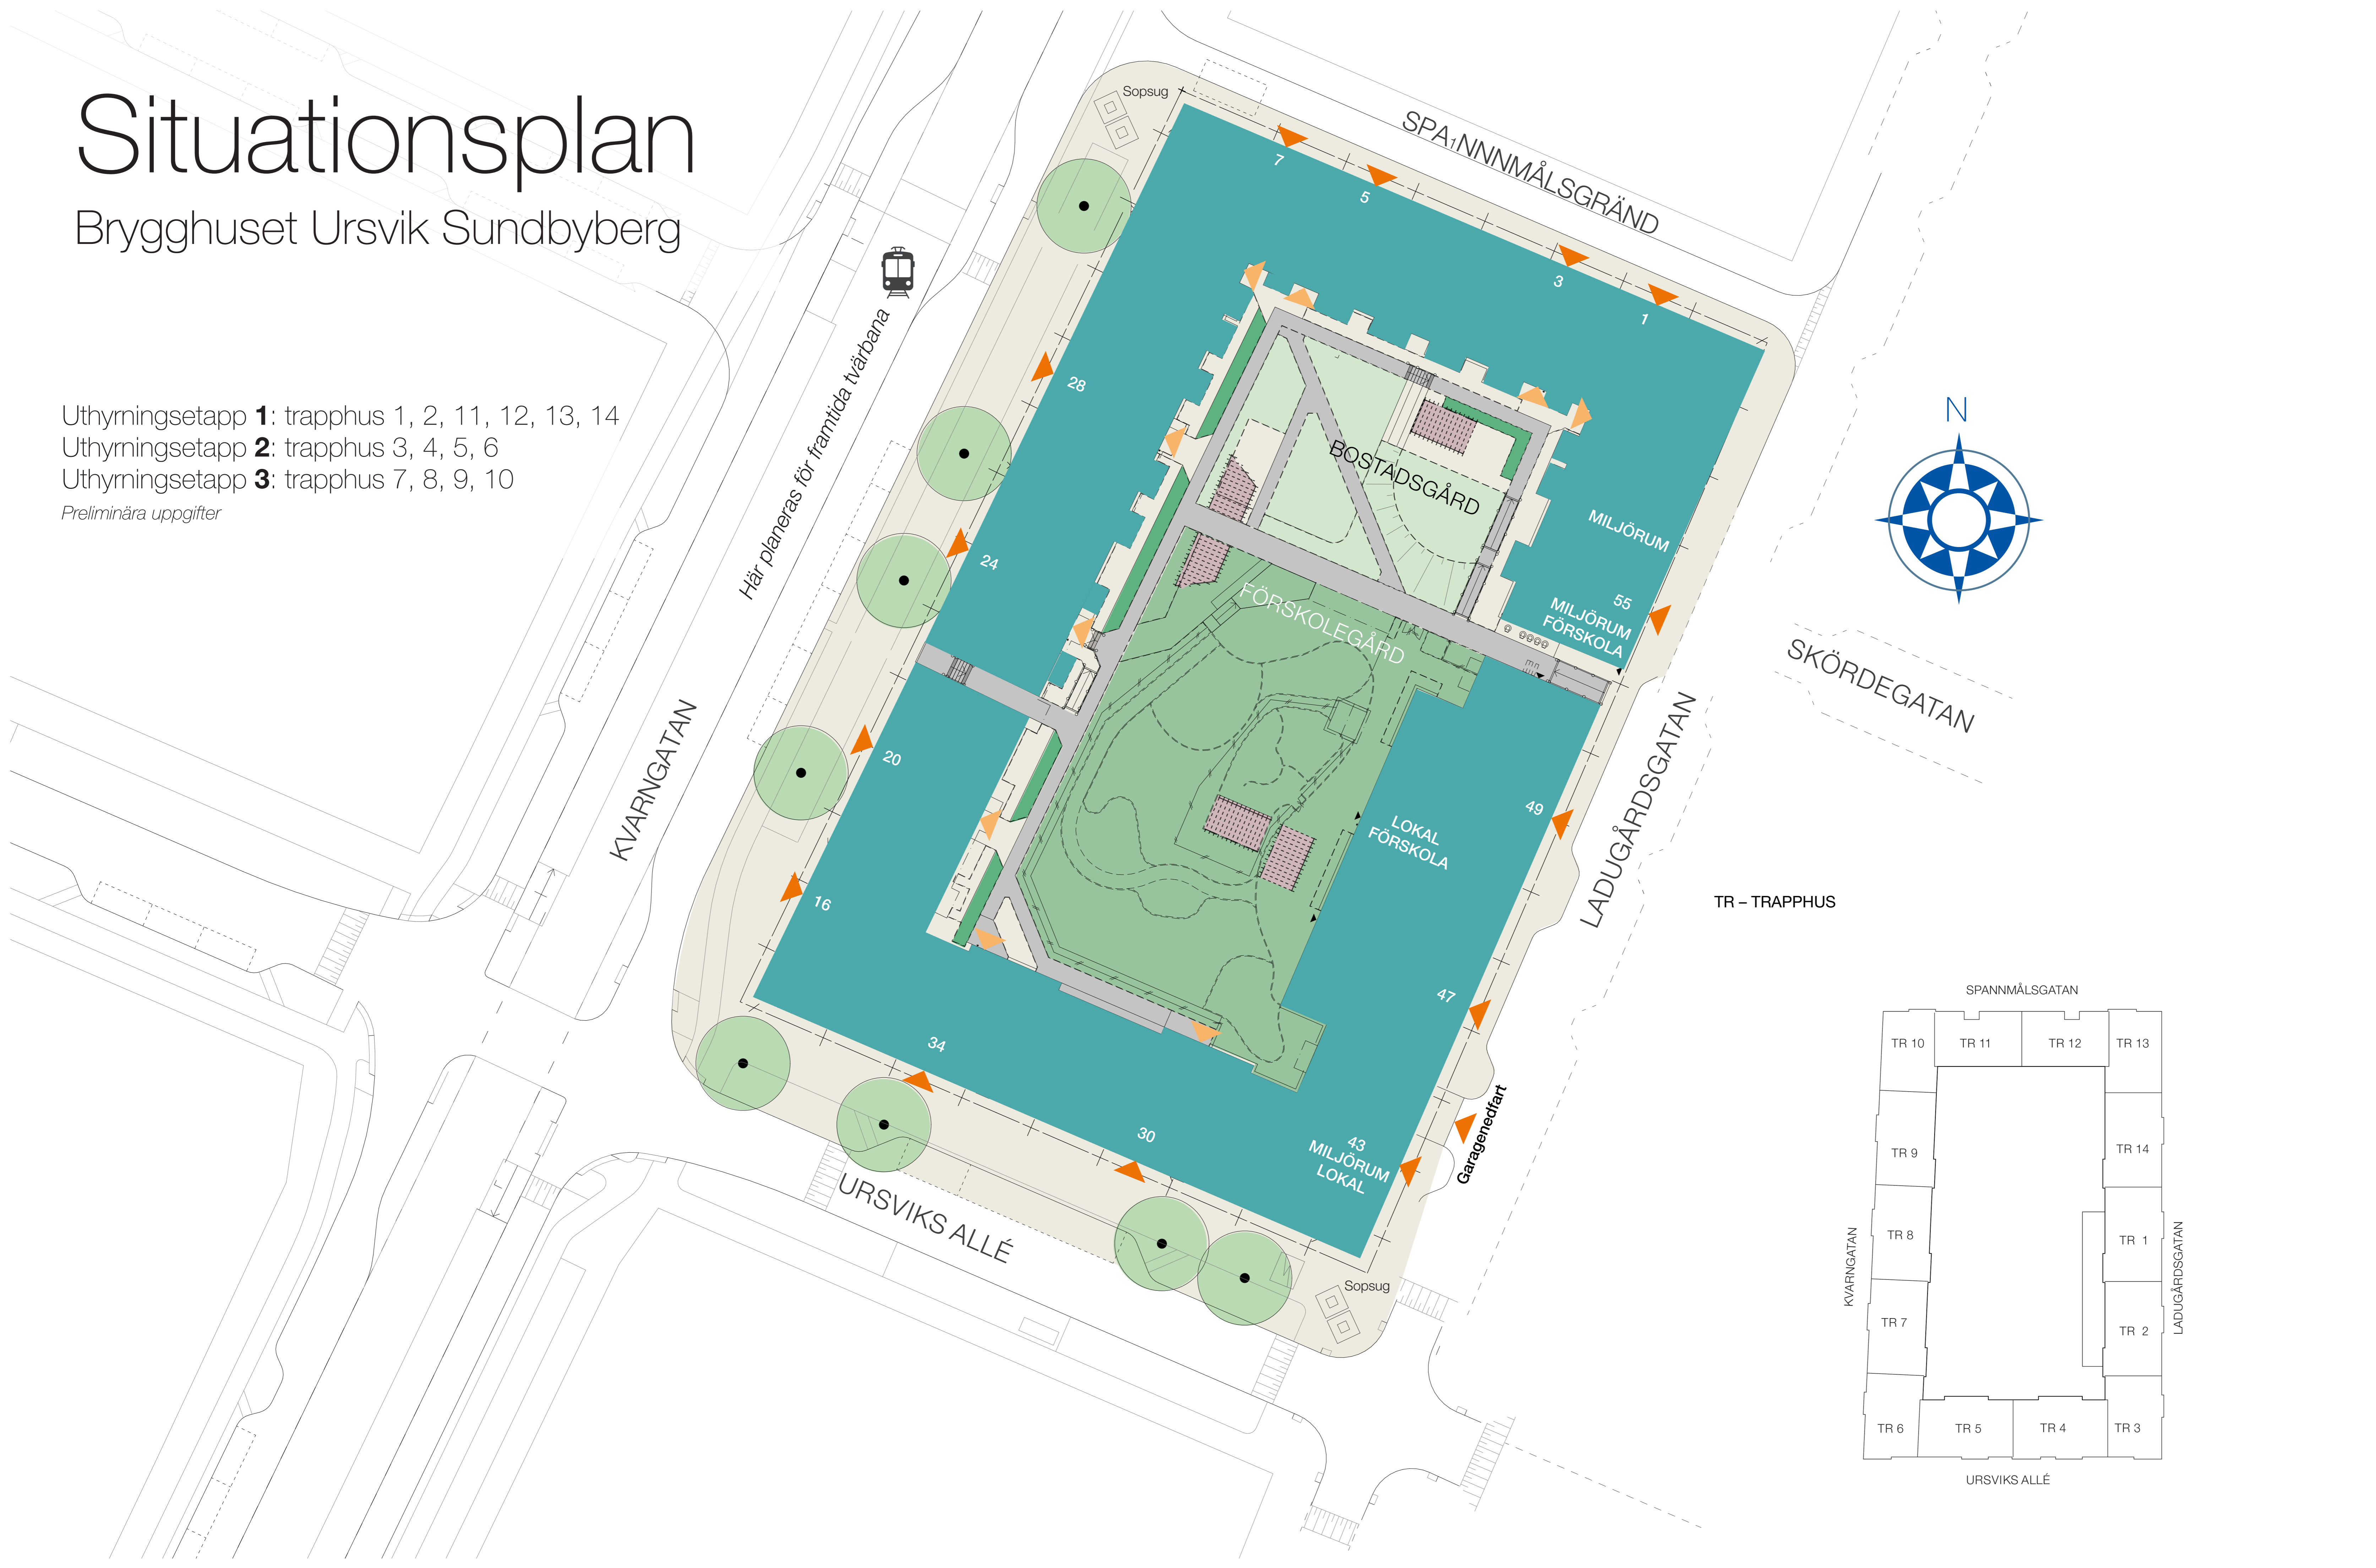 Situationsplan
Brygghuset Ursvik Sundbyberg
Uthyrningsetapp 1: trapphus 1, 2, 11, 12, 13, 14
Uthyrningsetapp 2: trapphus 3, 4, 5, 6
Uthyrningsetapp 3: trapphus 7, 8, 9, 10
Preliminära uppgifter
Här planeras för framtida tvärbana
KVARNGATAN
Sopsug
SPA1NNNMÅLSGRÄND
7
5
3
1
28
24
20
16
34
30
BOSTADSGÅRD
FÖRSKOLEGÅRD
MILJÖRUM
55
MILJÖRUM
FÖRSKOLA
49
LOKAL
FÖRSKOLA
47
43
MILJÖRUM
LOKAL
Garagenedfart
LADUGÅRDSGATAN
SKÖRDEGATAN
URSVIKS ALLÉ
Sopsug
N
TR – TRAPPHUS
SPANNMÅLSGATAN
TR 10
TR 11
TR 12
TR 13
TR 9
TR 14
TR 8
TR 1
TR 7
TR 2
TR 6
TR 5
TR 4
TR 3
KVARNGATAN
LADUGÅRDSGATAN
URSVIKS ALLÉ